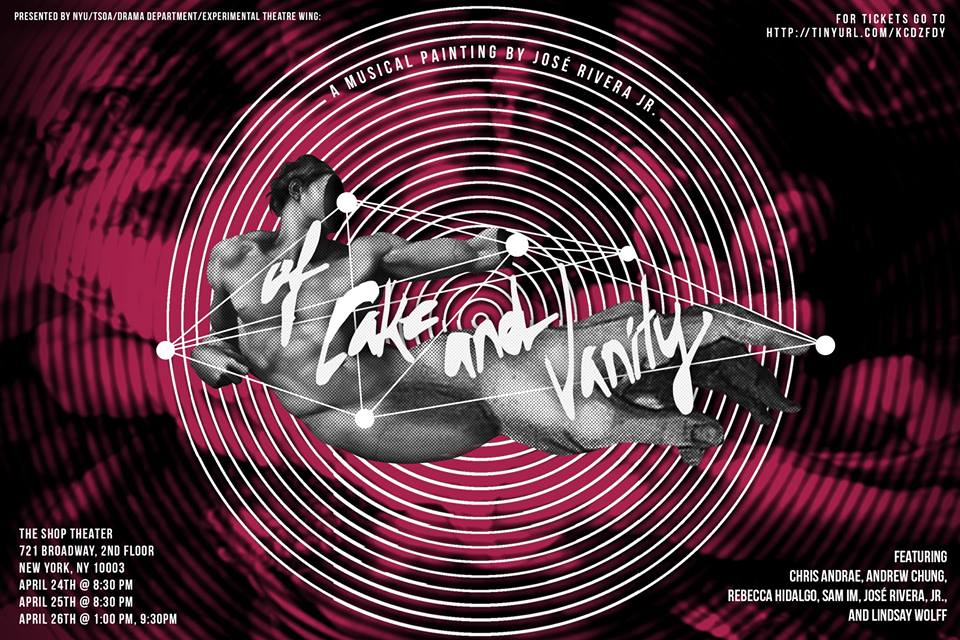 PRESENTED BY NYU/TSOA/DRAMA DEPARTMENT/EXPERIMENTAL THEATRE WING:
FOR TICKETS GO TO
HTTP://TINYURL.COM/KCDZFDY
A MUSICAL PAINTING BY JOSÉ RIVERA JR.
of Cake and Vanity
THE SHOP THEATER
721 BROADWAY, 2ND FLOOR
NEW YORK, NY 10003
APRIL 24TH @ 8:30 PM
APRIL 25TH @ 8:30 PM
APRIL 26TH @ 1:00 PM, 9:30PM
FEATURING
CHRIS ANDRAE, ANDREW CHUNG,
REBECCA HIDALGO, SAM IM, JOSÉ RIVERA, JR.,
AND LINDSAY WOLFF